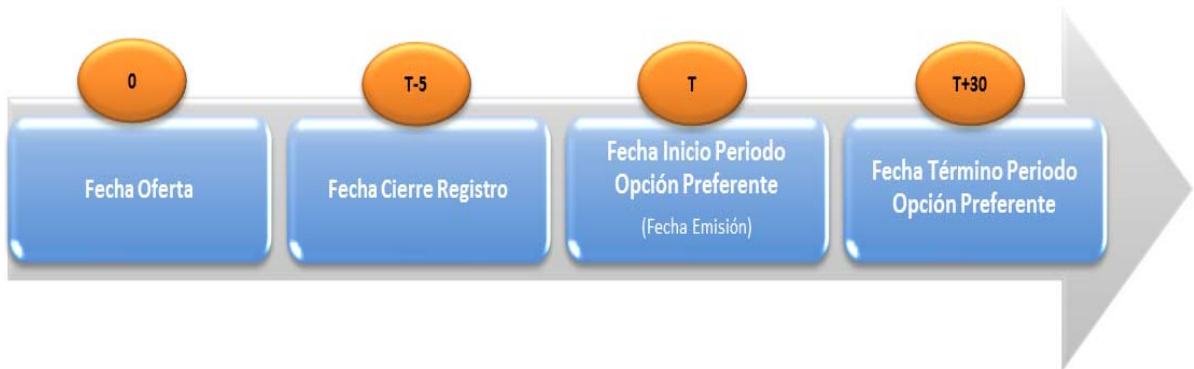 0
Fecha Oferta
T-5
Fecha Cierre Registro
T
Fecha Inicio Periodo
Opción Preferente
(Fecha Emisión)
T+30
Fecha Término Periodo
Opción Preferente